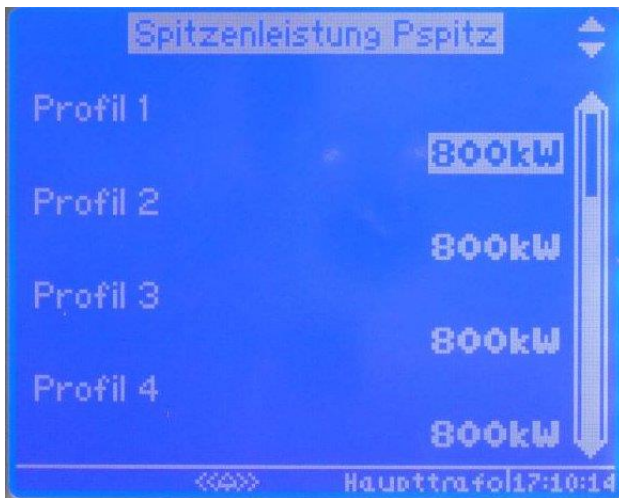 Spitzenleistung Pspitz
Profil 1
800kW
Profil 2
800kW
Profil 3
800kW
Profil 4
800kW
Haupttrafo 17:10:14